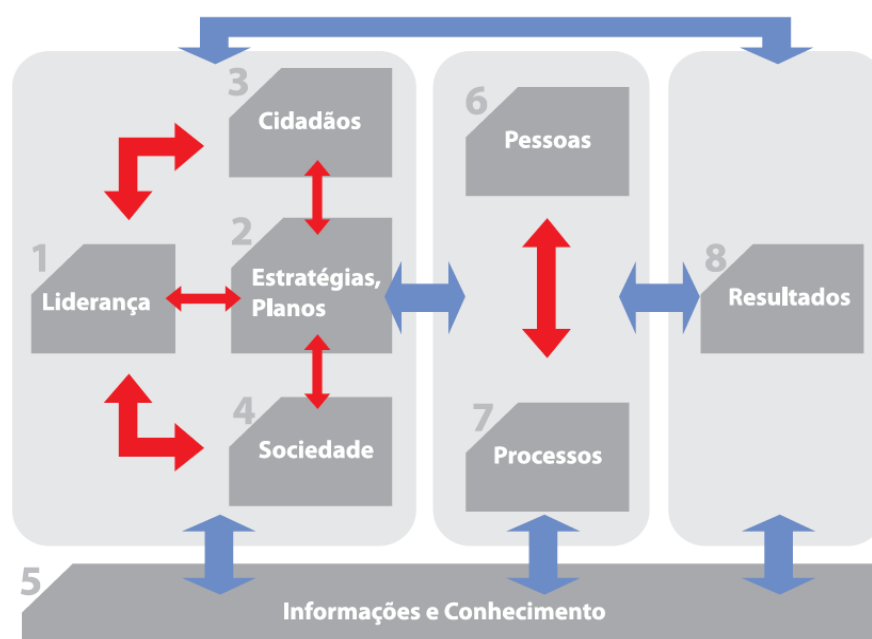 3
Cidadãos
6
Pessoas
1
Liderança
2
Estratégias,
Planos
8
Resultados
4
Sociedade
7
Processos
5
Informações e Conhecimento